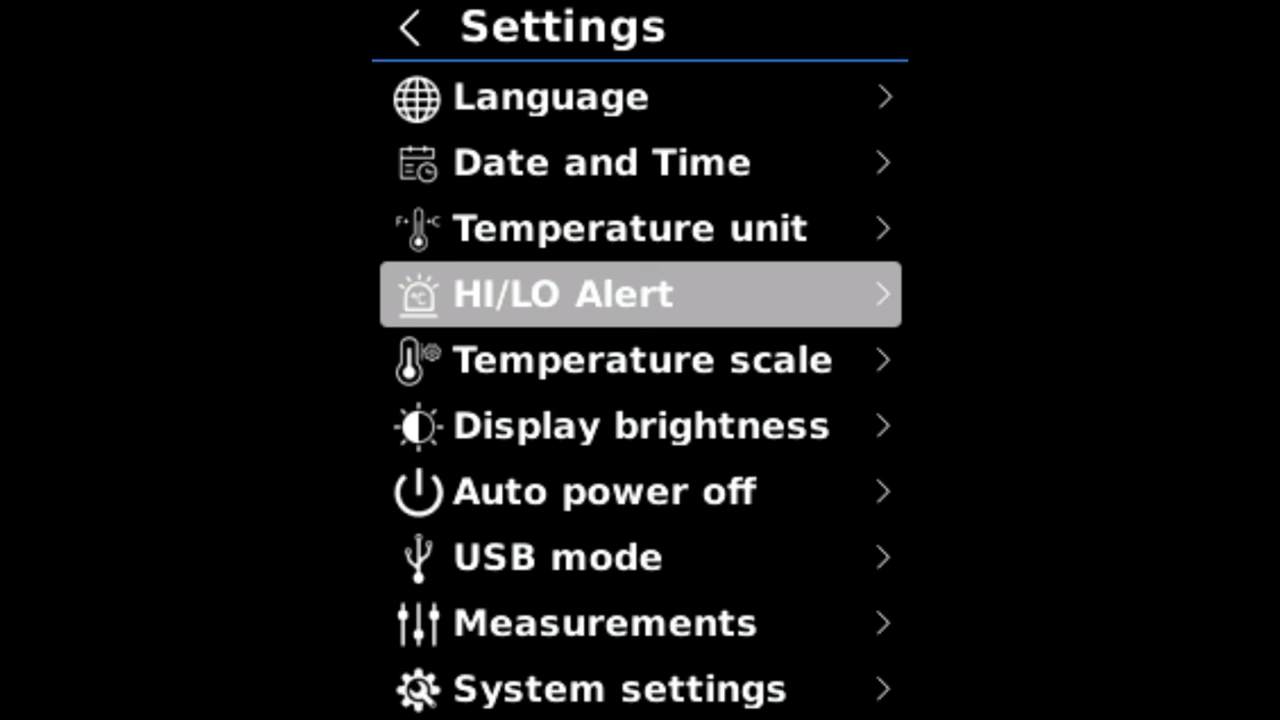 Settings
Language
Date and Time
Temperature unit
HI/LO Alert
Temperature scale
Display brightness
Auto power off
USB mode
Measurements
System settings